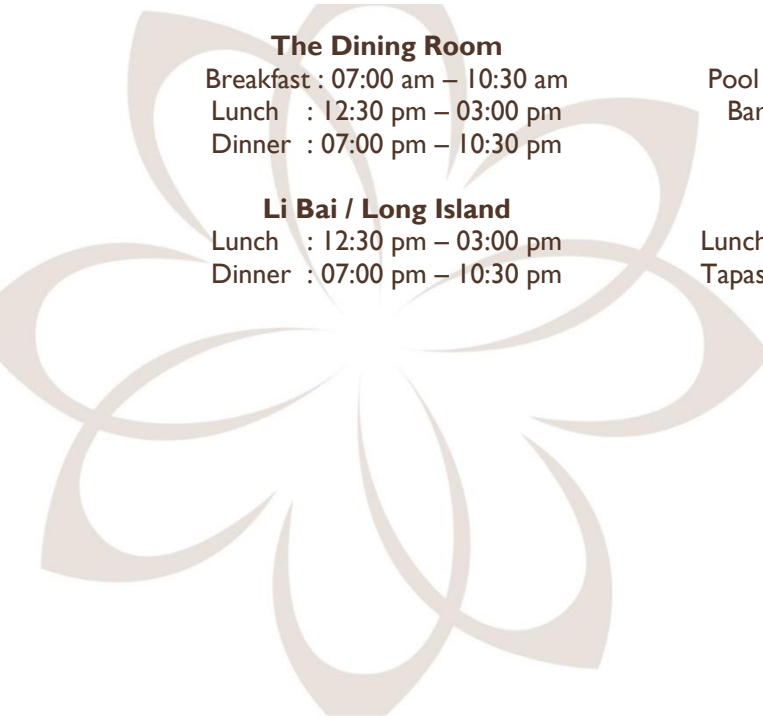 The Dining Room
Breakfast : 07:00 am – 10:30 am
Lunch : 12:30 pm – 03:00 pm
Dinner : 07:00 pm – 10:30 pm
Li Bai / Long Island
Lunch : 12:30 pm – 03:00 pm
Dinner : 07:00 pm – 10:30 pm
Pool
Bar
Lunch
Tapas